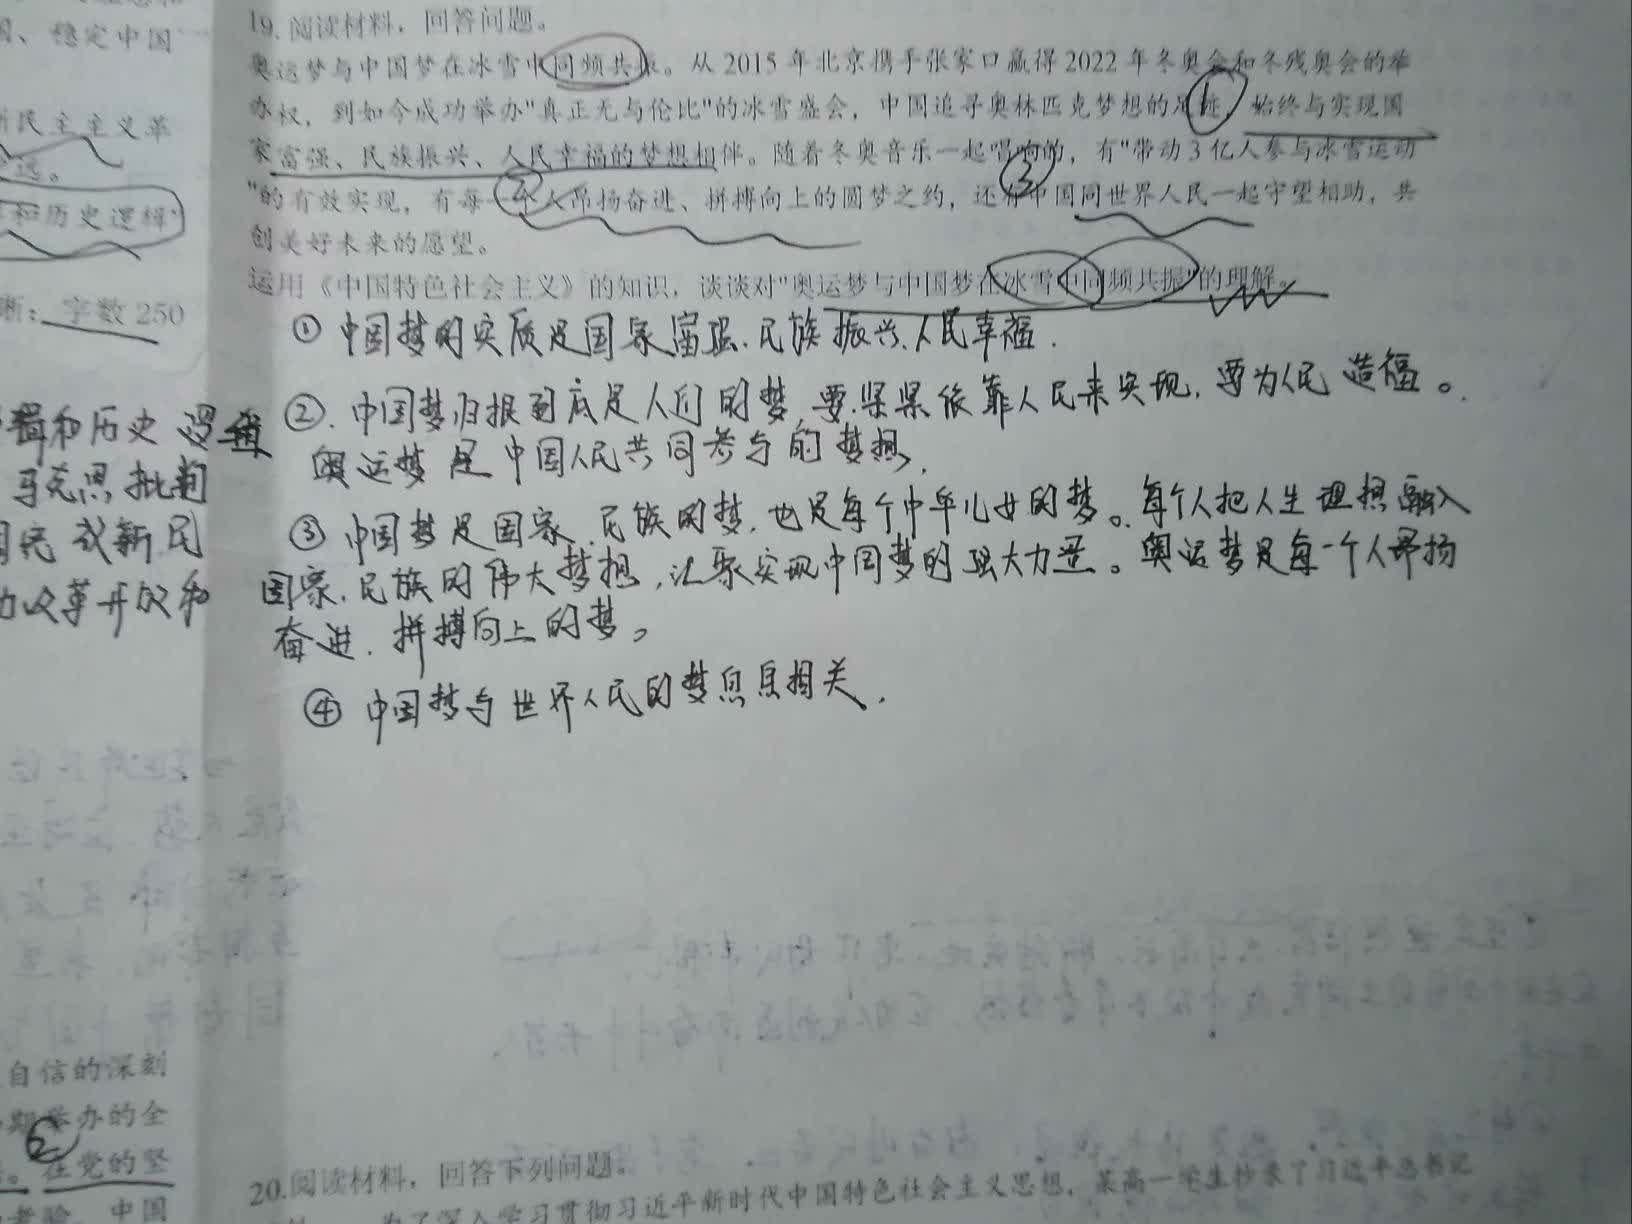 、稳定中国
民主主义革
远。
和历史逻辑
晰；字数 250
辑和历史逻辑
马克思批判
成新民
改革开放和
自信的深刻
期举办的全
。在党的坚
考验，中国
19.阅读材料，回答问题。
奥运梦与中国梦在冰雪中同频共振。从 2015 年北京携手张家口赢得 2022 年冬奥会和冬残奥会的举
办权，到如今成功举办"真正无与伦比"的冰雪盛会，中国追寻奥林匹克梦想的足迹，始终与实现国
家富强、民族振兴、人民幸福的梦想相伴。随着冬奥音乐一起唱响的，有"带动 3 亿人参与冰雪运动
"的有效实现，有每一个人昂扬奋进、拼搏向上的圆梦之约，还有中国同世界人民一起守望相助，共
创美好未来的愿望。
运用《中国特色社会主义》的知识，谈谈对"奥运梦与中国梦在冰雪中同频共振"的理解。
① 中国梦的实质是国家富强、民族振兴、人民幸福.
②. 中国梦归根到底是人们的梦,要紧紧依靠人民来实现,要为人民造福。
奥运梦是中国人民共同参与的梦想,
③ 中国梦是国家、民族的梦,也是每个中华儿女的梦。每个人把人生理想融入
国家、民族的伟大梦想,汇聚实现中国梦的强大力量。奥运梦是每一个人昂扬
奋进、拼搏向上的梦。
④ 中国梦与世界人民的梦息息相关.
20.阅读材料，回答下列问题。
为了深入学习贯彻习近平新时代中国特色社会主义思想，某高一学生抄录了习近平总书记